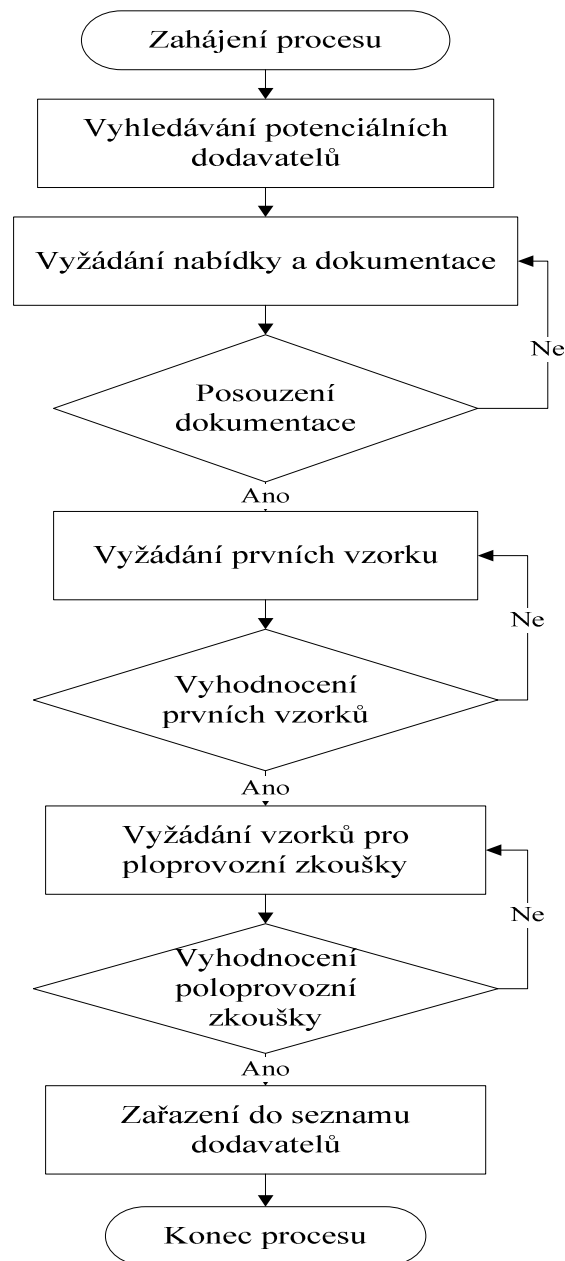 Zahájení procesu
Vyhledávání potenciálních
dodavatelů
Vyžádání nabídky a dokumentace
Ne
Posouzení
dokumentace
Ano
Vyžádání prvních vzorku
Ne
Vyhodnocení
prvních vzorků
Ano
Vyžádání vzorků pro
ploprovozní zkoušky
Ne
Vyhodnocení
poloprovozní
zkoušky
Ano
Zařazení do seznamu
dodavatelů
Konec procesu